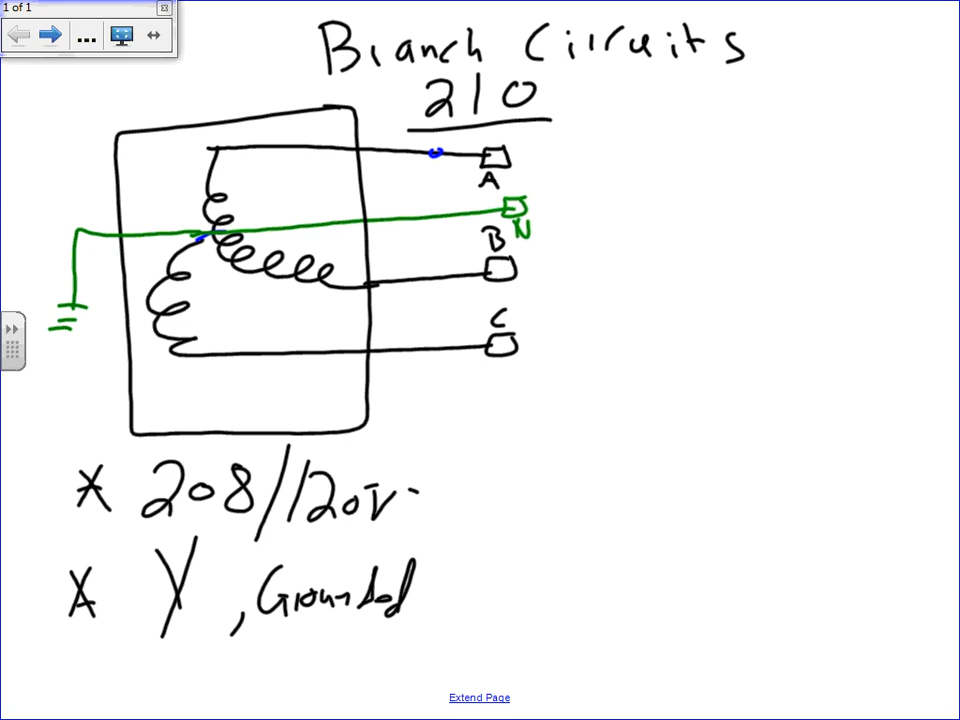 1 of 1
...
Branch Circuits
210
A
N
B
C
* 208/120V
* Y, Grounded
Extend Page